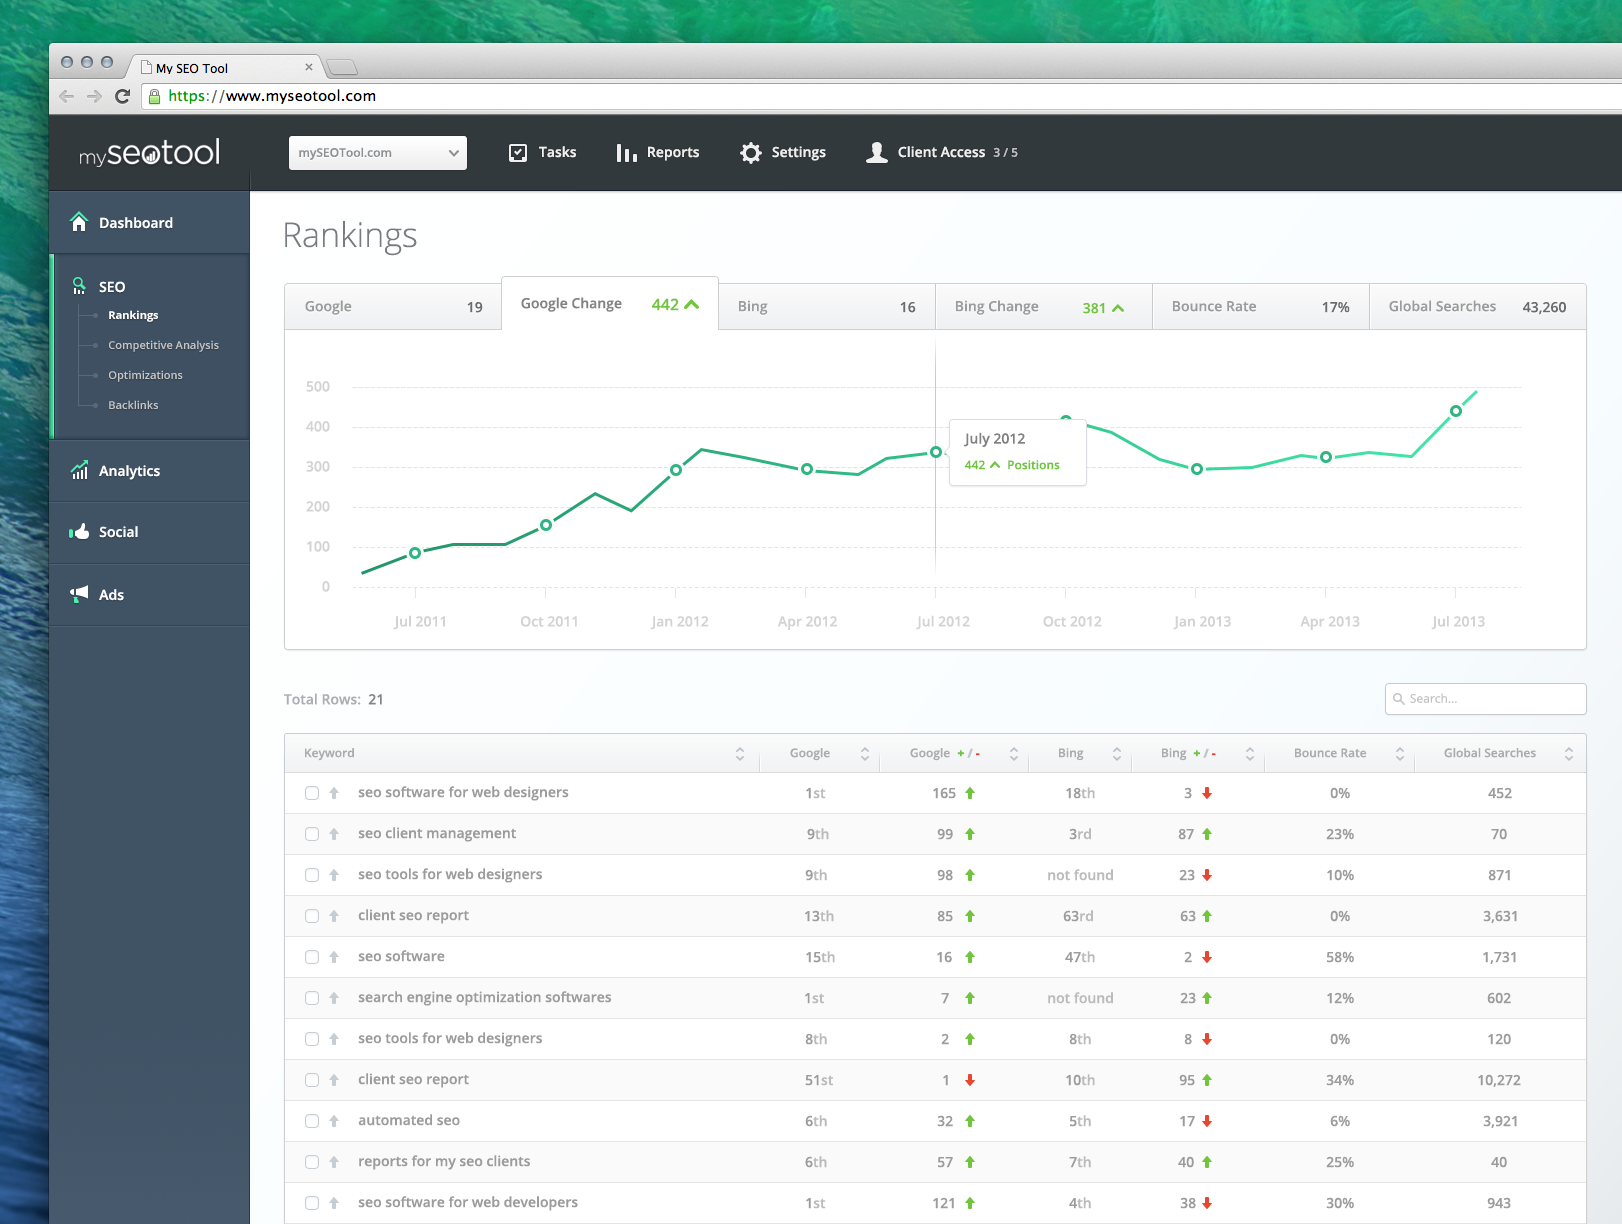 My SEO Tool
https://www.myseotool.com
myseotool
mySEOTool.com
Tasks
Reports
Settings
Client Access 3 / 5
Dashboard
SEO
Rankings
Competitive Analysis
Optimizations
Backlinks
Analytics
Social
Ads
Rankings
Google 19
Google Change 442
Bing 16
Bing Change 381
Bounce Rate 17%
Global Searches 43,260
500
400
300
200
100
0
July 2012
442 Positions
Jul 2011 Oct 2011 Jan 2012 Apr 2012 Jul 2012 Oct 2012 Jan 2013 Apr 2013 Jul 2013
Total Rows: 21
Search...
Keyword Google Google + / - Bing Bing + / - Bounce Rate Global Searches
seo software for web designers 1st 165 18th 3 0% 452
seo client management 9th 99 3rd 87 23% 70
seo tools for web designers 9th 98 not found 23 10% 871
client seo report 13th 85 63rd 63 0% 3,631
seo software 15th 16 47th 2 58% 1,731
search engine optimization softwares 1st 7 not found 23 12% 602
seo tools for web designers 8th 2 8th 8 0% 120
client seo report 51st 1 10th 95 34% 10,272
automated seo 6th 32 5th 17 6% 3,921
reports for my seo clients 6th 57 7th 40 25% 40
seo software for web developers 1st 121 4th 38 30% 943